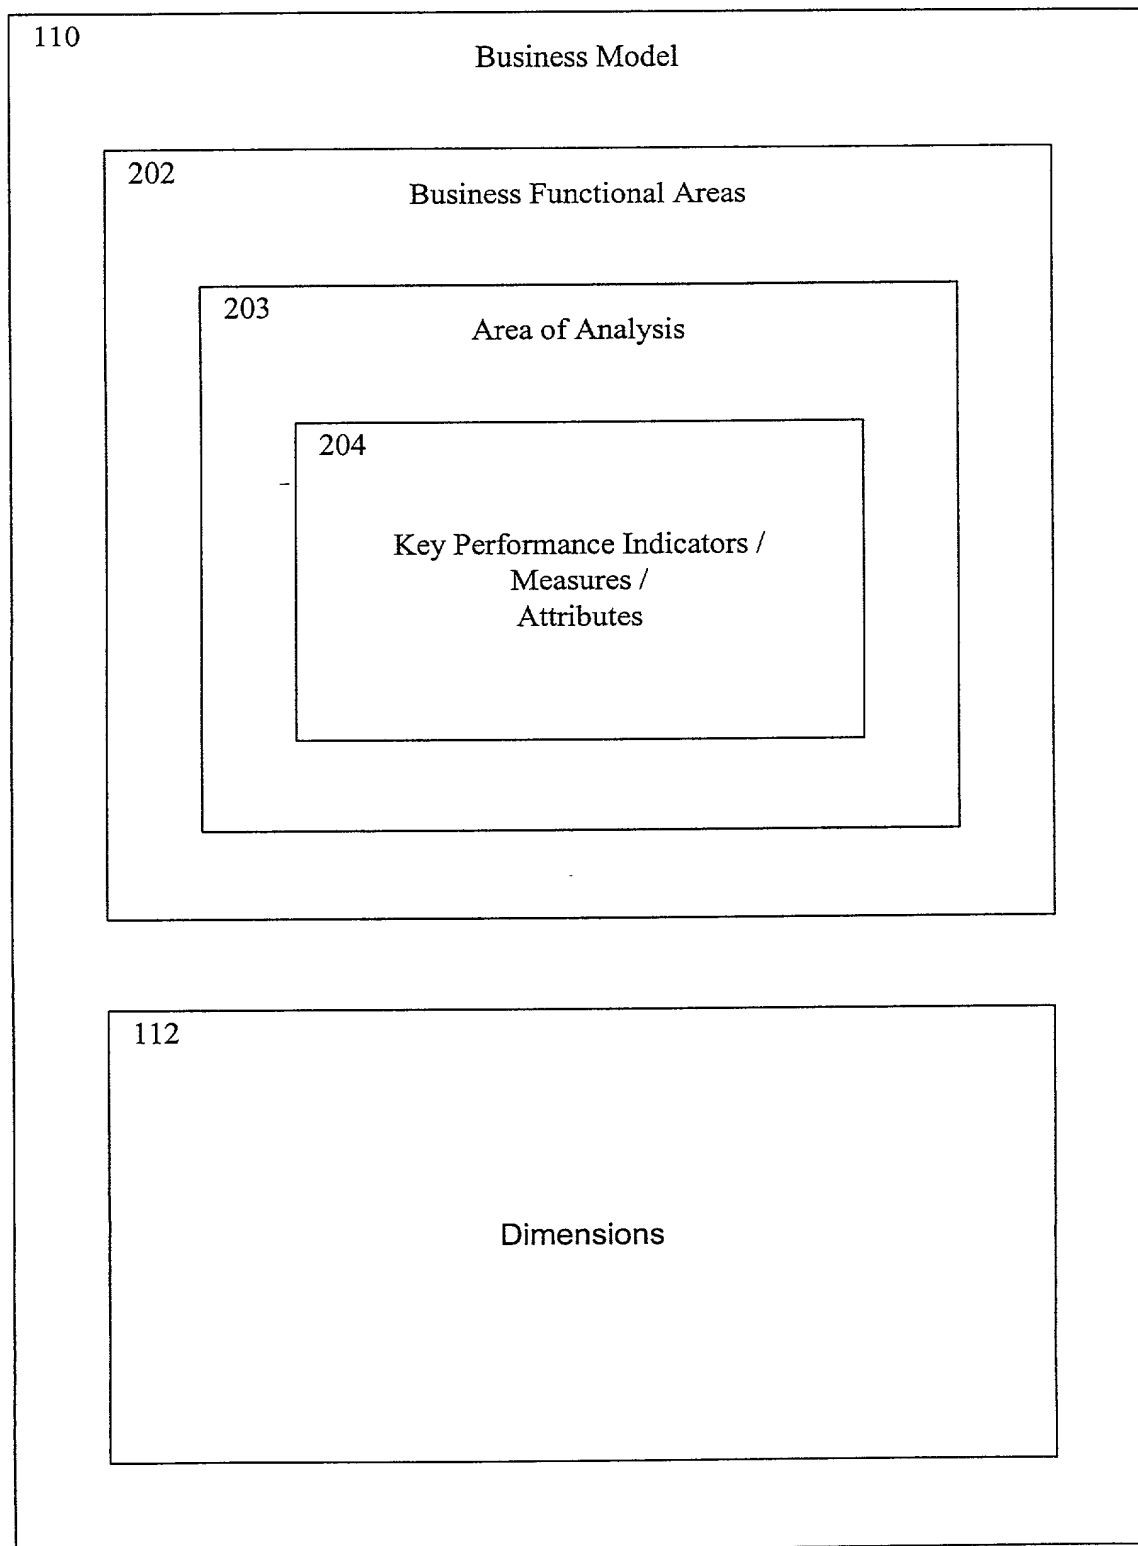 110
Business Model
202
Business Functional Areas
203
Area of Analysis
204
Key Performance Indicators /
Measures /
Attributes
112
Dimensions